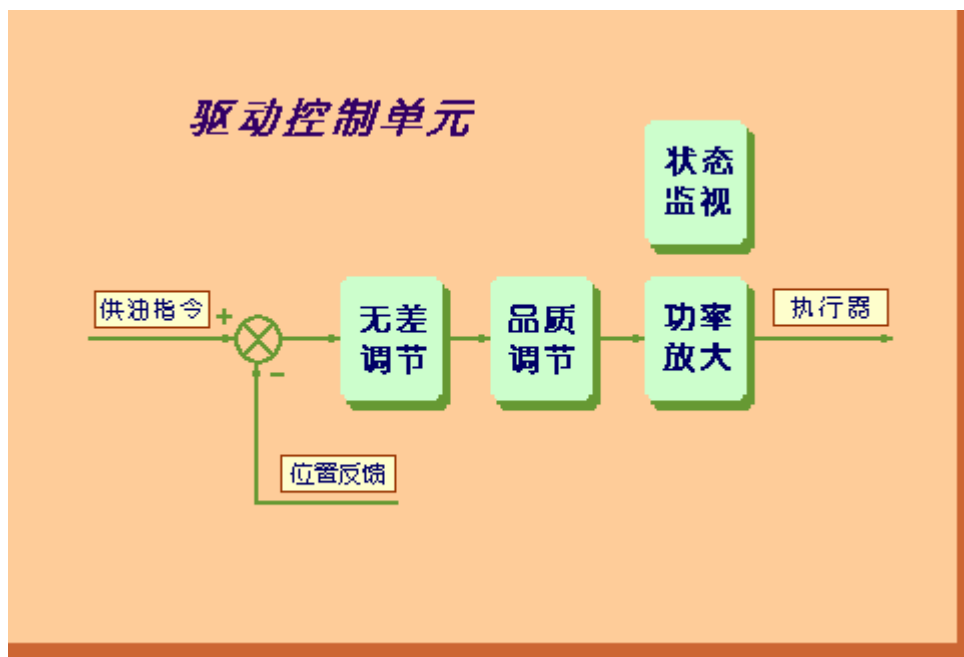 驱动控制单元
状态
监视
供油指令
+
无差
调节
品质
调节
功率
放大
执行器
-
位置反馈